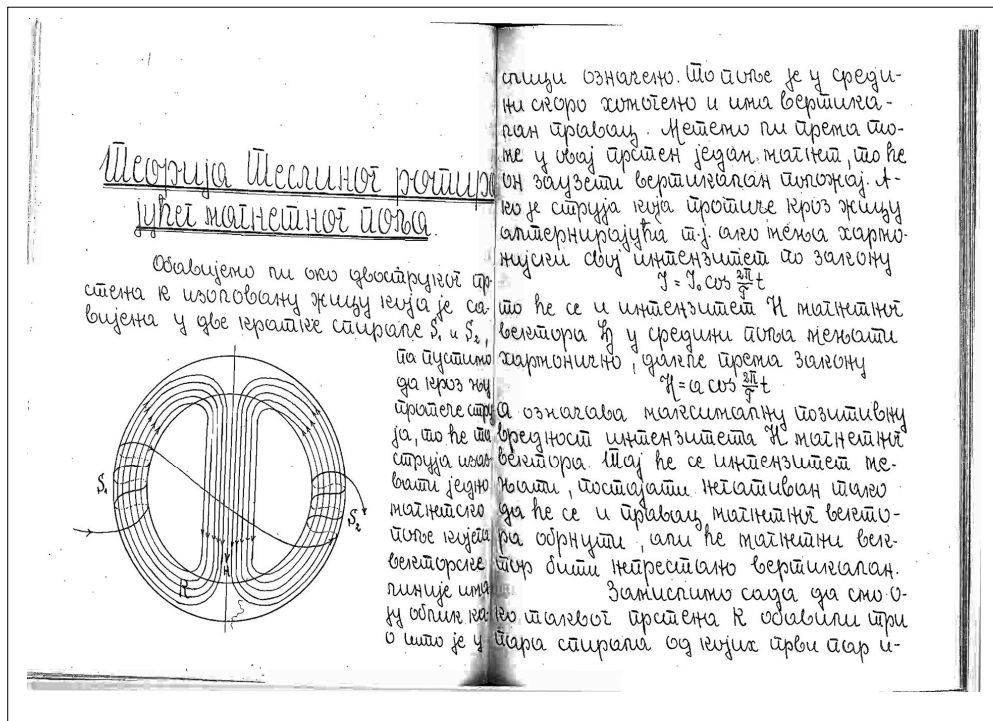 Теорија Теслиног ротира
јућег магнетног поља.
Обавијемо ли око двоструког пр
стена R изоловану жицу која је са-
вијена у две кратке спирале S₁ и S₂,
па пустимо
да кроз њу
протече стру
ја, то ће та
струја изаз
вати једно
магнетско
поље којега
векторске
линије има
ју облик ка
о што је у
S₁
S₂
R
H
слици означено. То поље је у среди-
ни скоро хомогено и има вертика-
лан правац. Метемо ли према то-
ме у овај прстен један магнет, то ће
он заузети вертикалан положај. А-
ко је струја која протиче кроз жицу
алтернирајућа т.ј. ако мења хармо-
нијски свој интензитет по закону
J = J₀ cos 2π/T t
то ће се и интензитет H магнетног
вектора ℌ у средини поља мењати
хармонично, дакле према закону
H = a cos 2π/T t
a означава максималну позитивну
вредност интензитета H магнетног
вектора. Тај ће се интензитет ме-
њати, постајати негативан тако
да ће се и правац магнетног векто-
ра обрнути, али ће магнетни век-
тор бити непрестано вертикалан.
Замислимо сада да смо о-
ко таквог прстена R обавили три
пара спирала од којих први пар и-